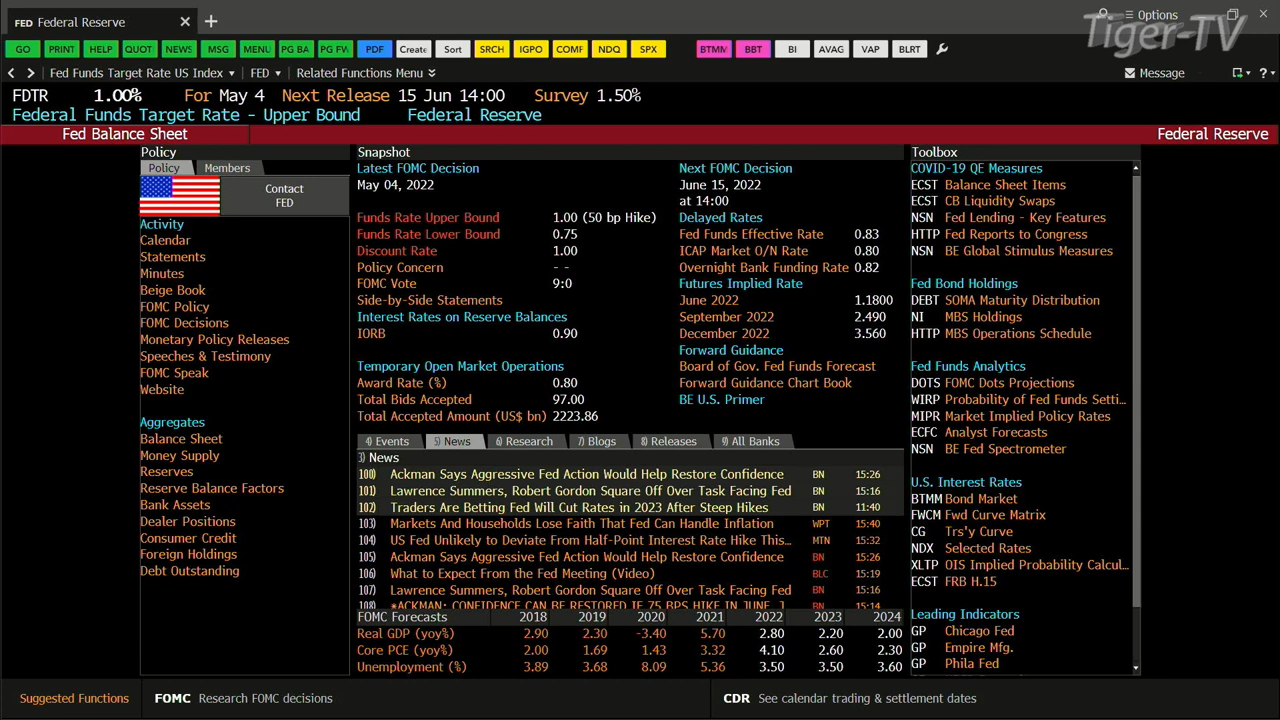 FED Federal Reserve
Options
Tiger-TV
GO PRINT HELP QUOT NEWS MSG MENU PG BA PG FW PDF Create Sort SRCH IGPO COMF NDQ SPX BTMM BBT BI AVAG VAP BLRT
Fed Funds Target Rate US Index FED Related Functions Menu Message ?
FDTR 1.00% For May 4 Next Release 15 Jun 14:00 Survey 1.50%
Federal Funds Target Rate - Upper Bound Federal Reserve
Fed Balance Sheet Federal Reserve
Policy
Policy Members
Contact
FED
Activity
Calendar
Statements
Minutes
Beige Book
FOMC Policy
FOMC Decisions
Monetary Policy Releases
Speeches & Testimony
FOMC Speak
Website
Aggregates
Balance Sheet
Money Supply
Reserves
Reserve Balance Factors
Bank Assets
Dealer Positions
Consumer Credit
Foreign Holdings
Debt Outstanding
Snapshot
Latest FOMC Decision
May 04, 2022
Funds Rate Upper Bound 1.00 (50 bp Hike)
Funds Rate Lower Bound 0.75
Discount Rate 1.00
Policy Concern - -
FOMC Vote 9:0
Side-by-Side Statements
Interest Rates on Reserve Balances
IORB 0.90
Temporary Open Market Operations
Award Rate (%) 0.80
Total Bids Accepted 97.00
Total Accepted Amount (US$ bn) 2223.86
Next FOMC Decision
June 15, 2022
at 14:00
Delayed Rates
Fed Funds Effective Rate 0.83
ICAP Market O/N Rate 0.80
Overnight Bank Funding Rate 0.82
Futures Implied Rate
June 2022 1.1800
September 2022 2.490
December 2022 3.560
Forward Guidance
Board of Gov. Fed Funds Forecast
Forward Guidance Chart Book
BE U.S. Primer
4) Events 5) News 6) Research 7) Blogs 8) Releases 9) All Banks
3) News
100) Ackman Says Aggressive Fed Action Would Help Restore Confidence BN 15:26
101) Lawrence Summers, Robert Gordon Square Off Over Task Facing Fed BN 15:16
102) Traders Are Betting Fed Will Cut Rates in 2023 After Steep Hikes BN 11:40
103) Markets And Households Lose Faith That Fed Can Handle Inflation WPT 15:40
104) US Fed Unlikely to Deviate From Half-Point Interest Rate Hike This... MTN 15:32
105) Ackman Says Aggressive Fed Action Would Help Restore Confidence BN 15:26
106) What to Expect From the Fed Meeting (Video) BLC 15:19
107) Lawrence Summers, Robert Gordon Square Off Over Task Facing Fed BN 15:16
108) *ACKMAN: CONFIDENCE CAN BE RESTORED IF 75 BPS HIKE IN JUNE, J BN 15:14
FOMC Forecasts 2018 2019 2020 2021 2022 2023 2024
Real GDP (yoy%) 2.90 2.30 -3.40 5.70 2.80 2.20 2.00
Core PCE (yoy%) 2.00 1.69 1.43 3.32 4.10 2.60 2.30
Unemployment (%) 3.89 3.68 8.09 5.36 3.50 3.50 3.60
Toolbox
COVID-19 QE Measures
ECST Balance Sheet Items
ECST CB Liquidity Swaps
NSN Fed Lending - Key Features
HTTP Fed Reports to Congress
NSN BE Global Stimulus Measures
Fed Bond Holdings
DEBT SOMA Maturity Distribution
NI MBS Holdings
HTTP MBS Operations Schedule
Fed Funds Analytics
DOTS FOMC Dots Projections
WIRP Probability of Fed Funds Setti...
MIPR Market Implied Policy Rates
ECFC Analyst Forecasts
NSN BE Fed Spectrometer
U.S. Interest Rates
BTMM Bond Market
FWCM Fwd Curve Matrix
CG Trs'y Curve
NDX Selected Rates
XLTP OIS Implied Probability Calcul...
ECST FRB H.15
Leading Indicators
GP Chicago Fed
GP Empire Mfg.
GP Phila Fed
Suggested Functions FOMC Research FOMC decisions CDR See calendar trading & settlement dates